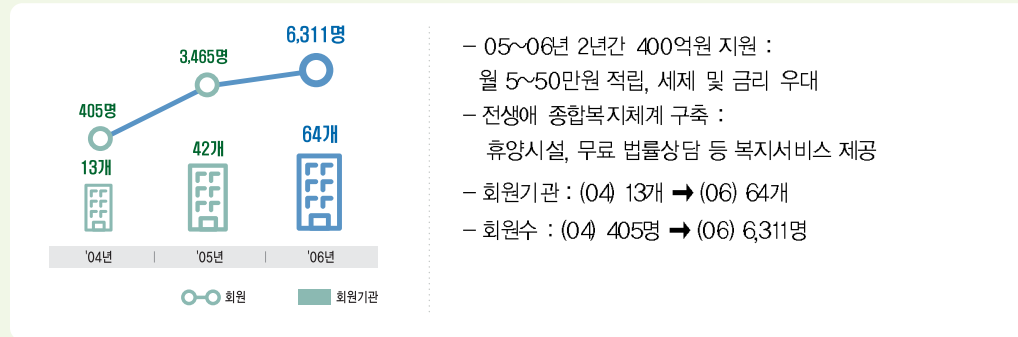 6,311명
3,465명
405명
64개
42개
13개
'04년 '05년 '06년
회원 회원기관
- 05~06년 2년간 400억원 지원 :
월 5~50만원 적립, 세제 및 금리 우대
- 전생애 종합복지체계 구축 :
휴양시설, 무료 법률상담 등 복지서비스 제공
- 회원기관 : (04) 13개 ➡ (06) 64개
- 회원수 : (04) 405명 ➡ (06) 6,311명